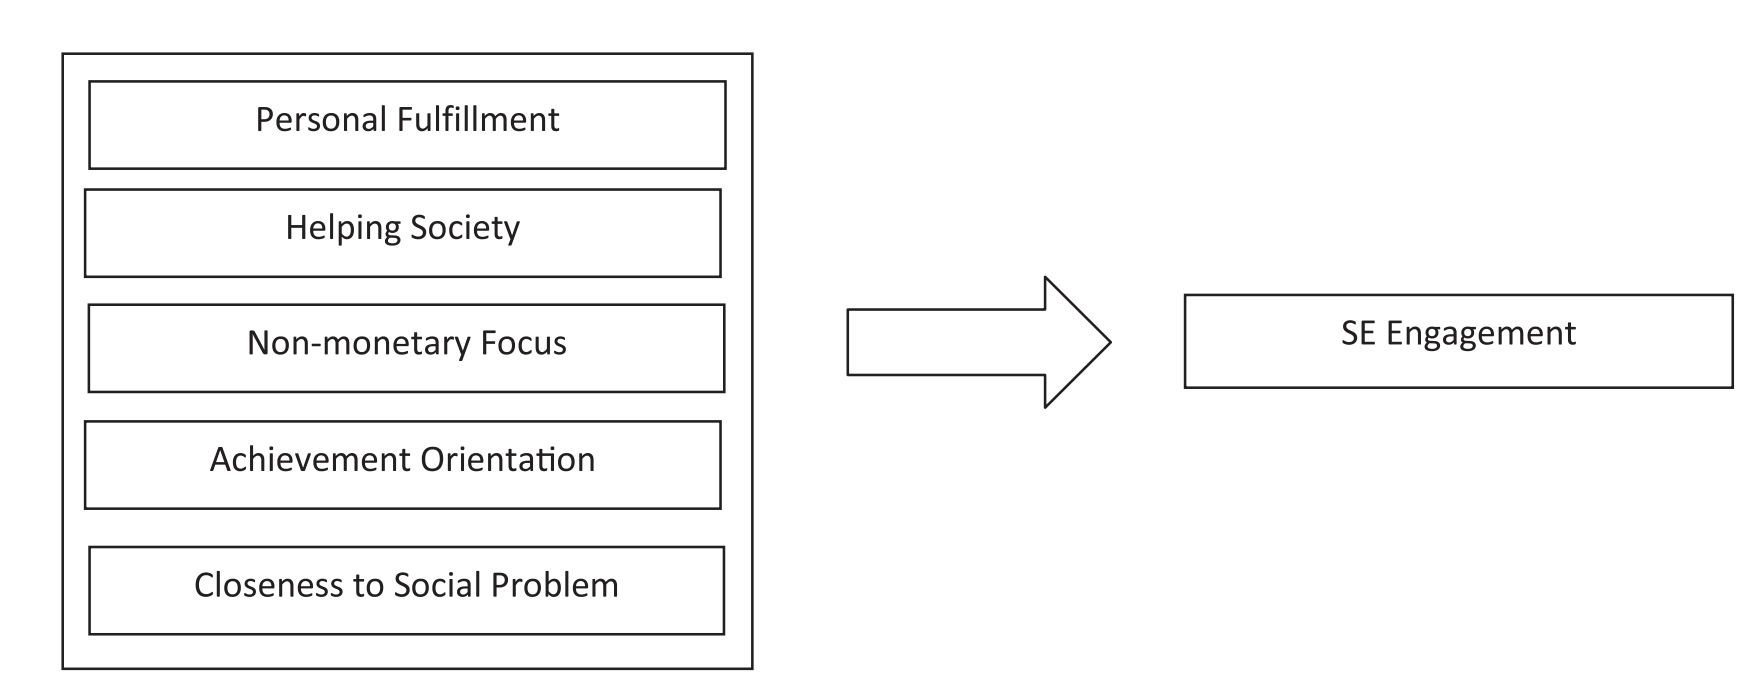 Personal Fulfillment
Helping Society
Non-monetary Focus
Achievement Orientation
Closeness to Social Problem
SE Engagement